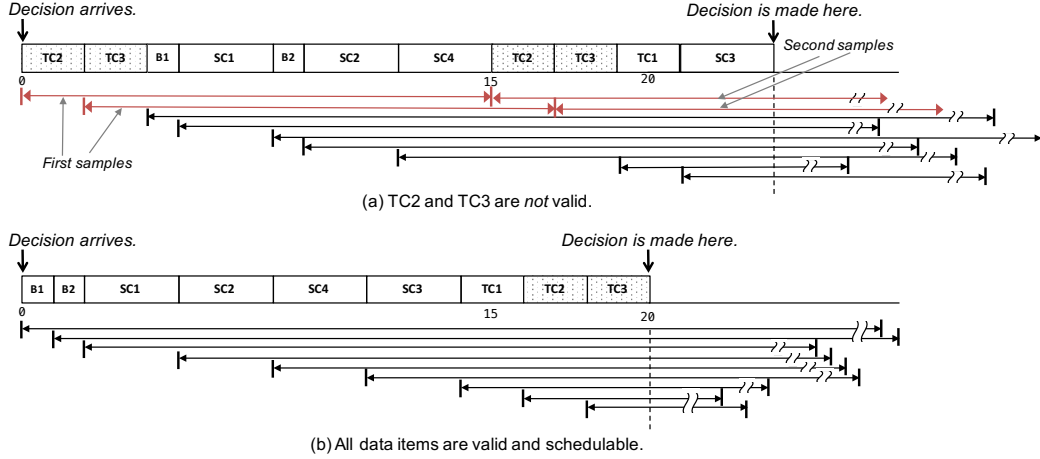 Decision arrives.
Decision is made here.
TC2 TC3 B1 SC1 B2 SC2 SC4 TC2 TC3 TC1 SC3
Second samples
0 15 20
First samples
(a) TC2 and TC3 are not valid.
Decision arrives.
Decision is made here.
B1 B2 SC1 SC2 SC4 SC3 TC1 TC2 TC3
0 15 20
(b) All data items are valid and schedulable.